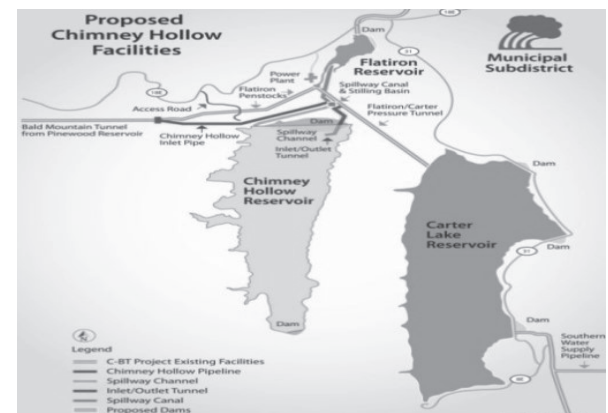 Proposed
Chimney Hollow
Facilities
Dam
Flatiron
Reservoir
31
Municipal
Subdistrict
Power
Plant
Flatiron
Penstocks
Spillway Canal
& Stilling Basin
Access Road
Flatiron/Carter
Pressure Tunnel
Bald Mountain Tunnel
from Pinewood Reservoir
Chimney Hollow
Inlet Pipe
Dam
Spillway
Channel
Inlet/Outlet
Tunnel
Dam
Chimney
Hollow
Reservoir
Carter
Lake
Reservoir
31
Dam
Dam
Dam
Southern
Water
Supply
Pipeline
Legend
C-BT Project Existing Facilities
Chimney Hollow Pipeline
Spillway Channel
Inlet/Outlet Tunnel
Spillway Canal
Proposed Dams